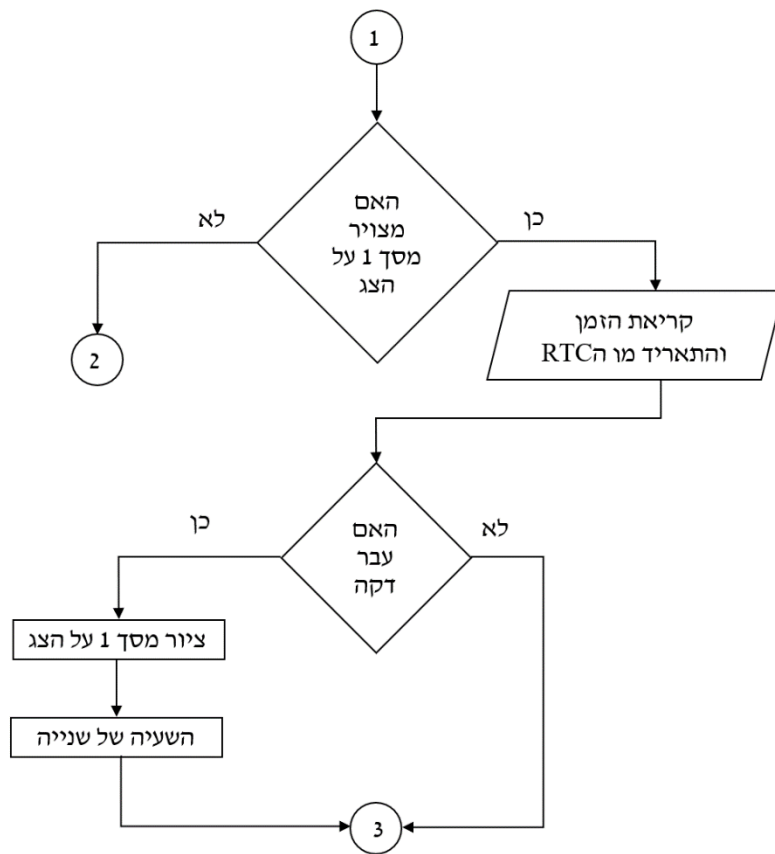 1
האם
מצויר
מסך 1 על
הצג
כן
לא
קריאת הזמן
והתאריד מו הRTC
2
האם
עבר
דקה
לא
כן
ציור מסך 1 על הצג
השעיה של שנייה
3